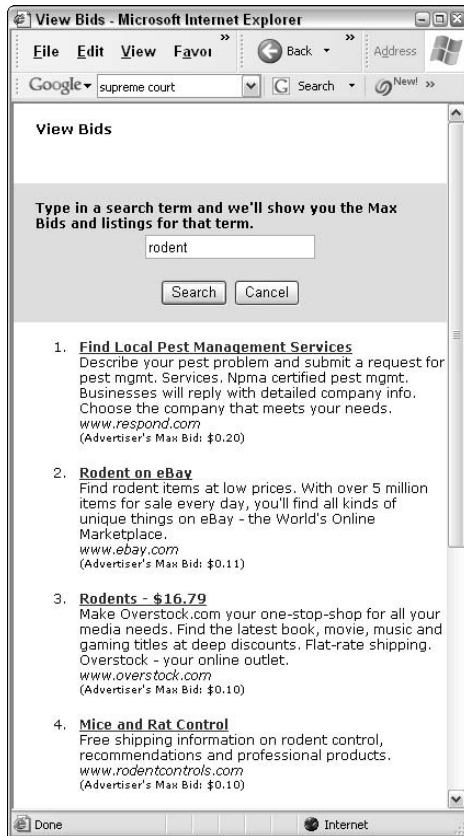 View Bids - Microsoft Internet Explorer
File Edit View Favor » Back » Address
Google supreme court G Search New! »
View Bids
Type in a search term and we'll show you the Max
Bids and listings for that term.
rodent
Search Cancel
1. Find Local Pest Management Services
Describe your pest problem and submit a request for
pest mgmt. Services. Npma certified pest mgmt.
Businesses will reply with detailed company info.
Choose the company that meets your needs.
www.respond.com
(Advertiser's Max Bid: $0.20)
2. Rodent on eBay
Find rodent items at low prices. With over 5 million
items for sale every day, you'll find all kinds of
unique things on eBay - the World's Online
Marketplace.
www.ebay.com
(Advertiser's Max Bid: $0.11)
3. Rodents - $16.79
Make Overstock.com your one-stop-shop for all your
media needs. Find the latest book, movie, music and
gaming titles at deep discounts. Flat-rate shipping.
Overstock - your online outlet.
www.overstock.com
(Advertiser's Max Bid: $0.10)
4. Mice and Rat Control
Free shipping information on rodent control,
recommendations and professional products.
www.rodentcontrols.com
(Advertiser's Max Bid: $0.10)
Done Internet